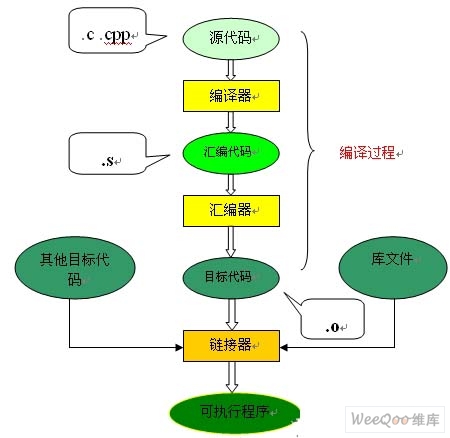 .c .cpp
源代码
编译器
汇编代码
.s
编译过程
汇编器
其他目标代
码
目标代码
库文件
.o
链接器
可执行程序
WeeQoo维库